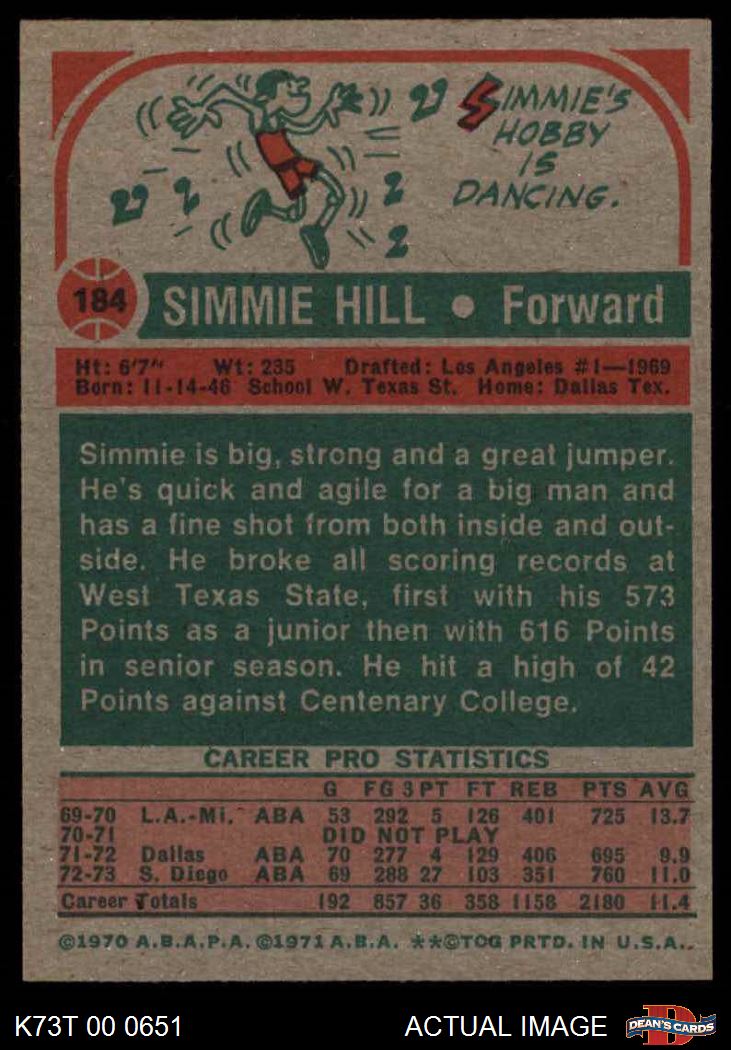 SIMMIE'S
HOBBY
IS
DANCING.
184 SIMMIE HILL • Forward
Ht: 6'7" Wt: 235 Drafted: Los Angeles #1—1969
Born: 11-14-46 School W. Texas St. Home: Dallas Tex.
Simmie is big, strong and a great jumper.
He's quick and agile for a big man and
has a fine shot from both inside and out-
side. He broke all scoring records at
West Texas State, first with his 573
Points as a junior then with 616 Points
in senior season. He hit a high of 42
Points against Centenary College.
CAREER PRO STATISTICS
G FG 3PT FT REB PTS AVG
69-70 L.A.-Mi. ABA 53 292 5 126 401 725 13.7
70-71 DID NOT PLAY
71-72 Dallas ABA 70 277 4 129 406 695 9.9
72-73 S. Diego ABA 69 288 27 103 351 760 11.0
Career Totals 192 857 36 358 1158 2180 11.4
©1970 A.B.A.P.A. ©1971 A.B.A. **©TCG PRTD. IN U.S.A.
K73T 00 0651 ACTUAL IMAGE D DEAN'S CARDS